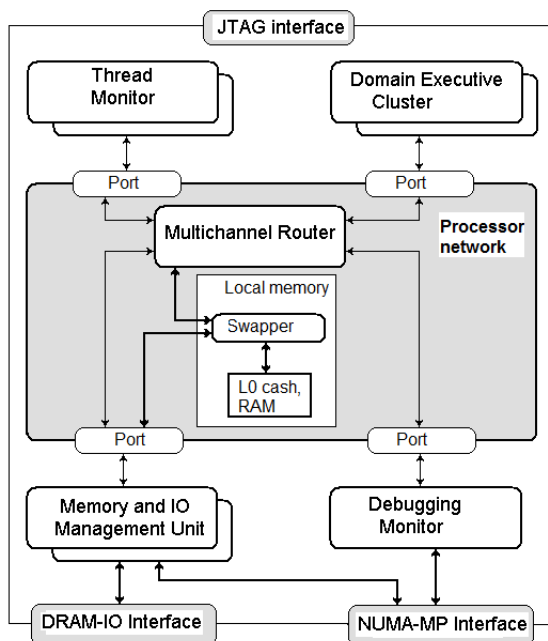 JTAG interface
Thread
Monitor
Domain Executive
Cluster
Port
Port
Multichannel Router
Processor
network
Local memory
Swapper
L0 cash,
RAM
Port
Port
Memory and IO
Management Unit
Debugging
Monitor
DRAM-IO Interface
NUMA-MP Interface